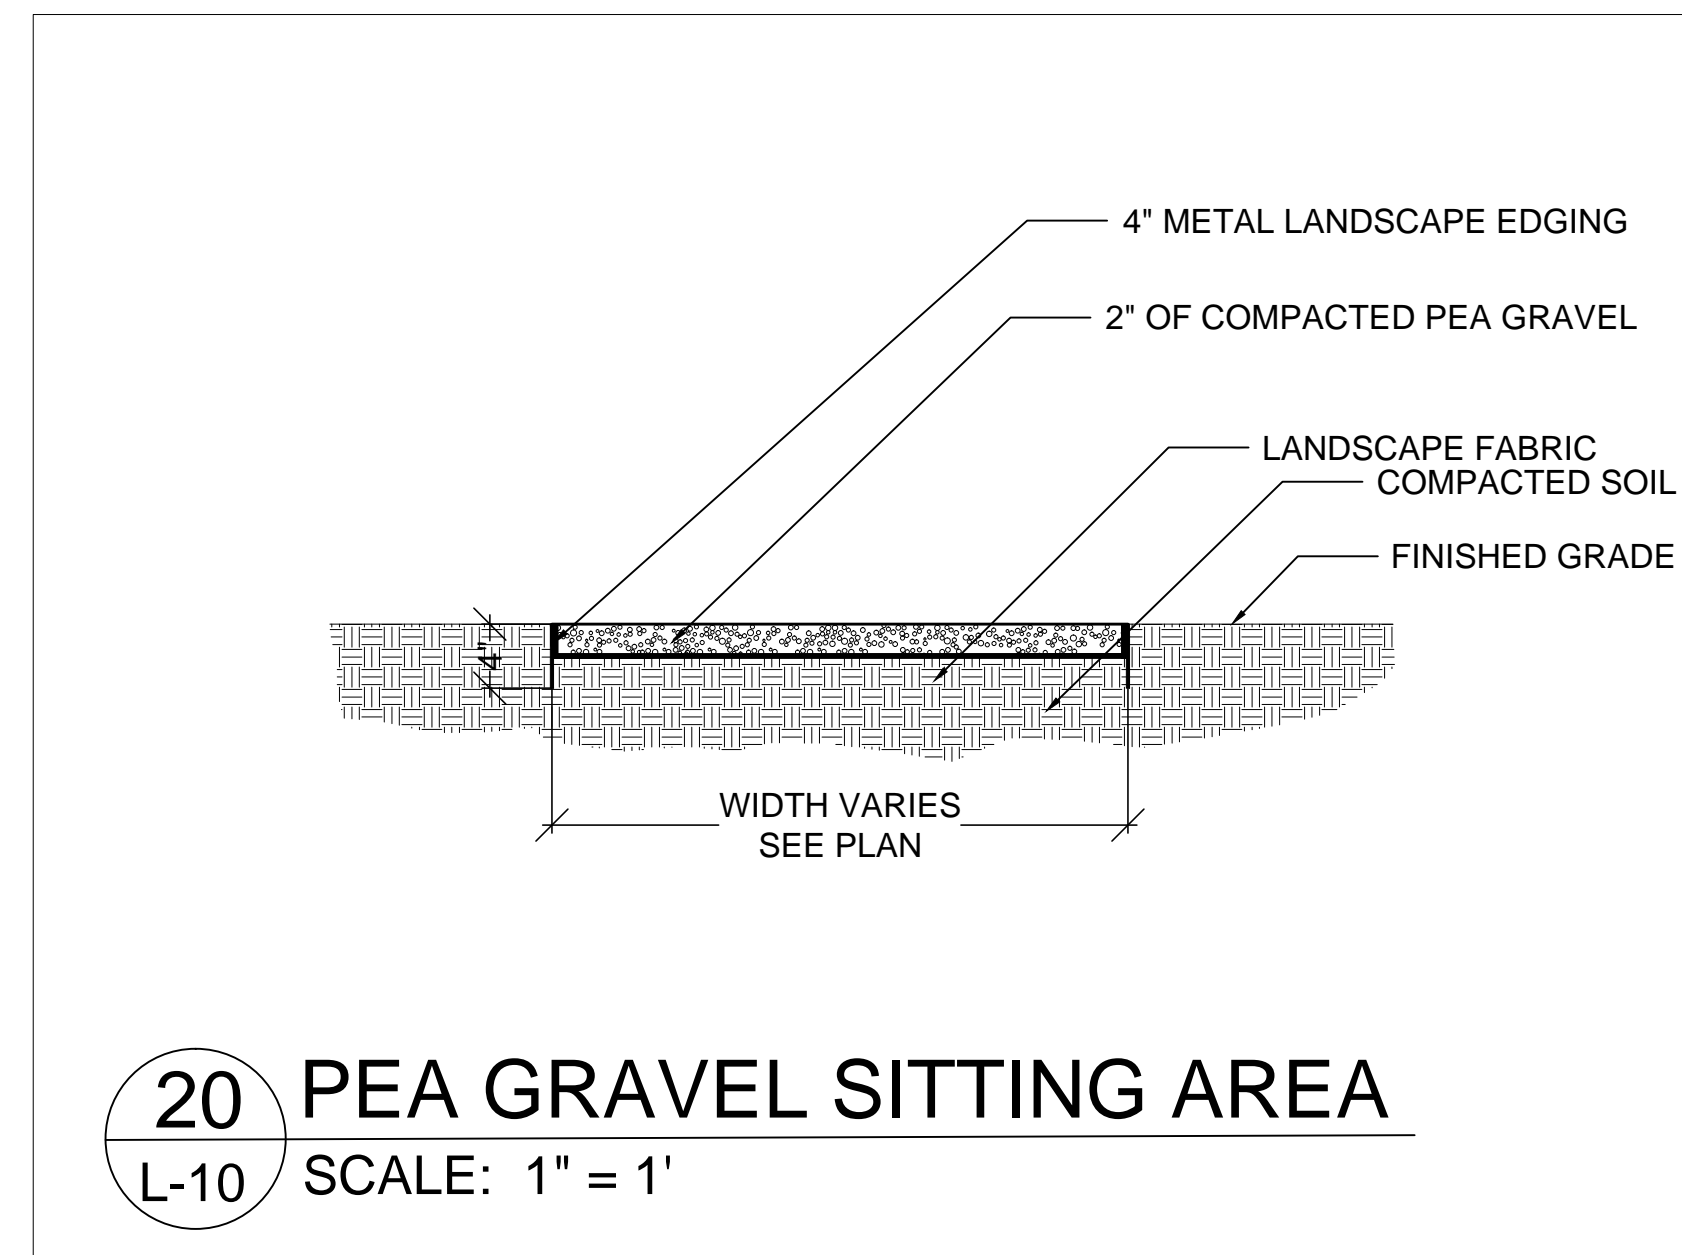 4" METAL LANDSCAPE EDGING
2" OF COMPACTED PEA GRAVEL
LANDSCAPE FABRIC
COMPACTED SOIL
FINISHED GRADE
4"
WIDTH VARIES
SEE PLAN
20
PEA GRAVEL SITTING AREA
L-10
SCALE: 1" = 1'